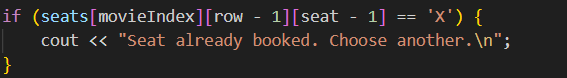 if (seats[movieIndex][row - 1][seat - 1] == 'X') {
    cout << "Seat already booked. Choose another.\n";
}